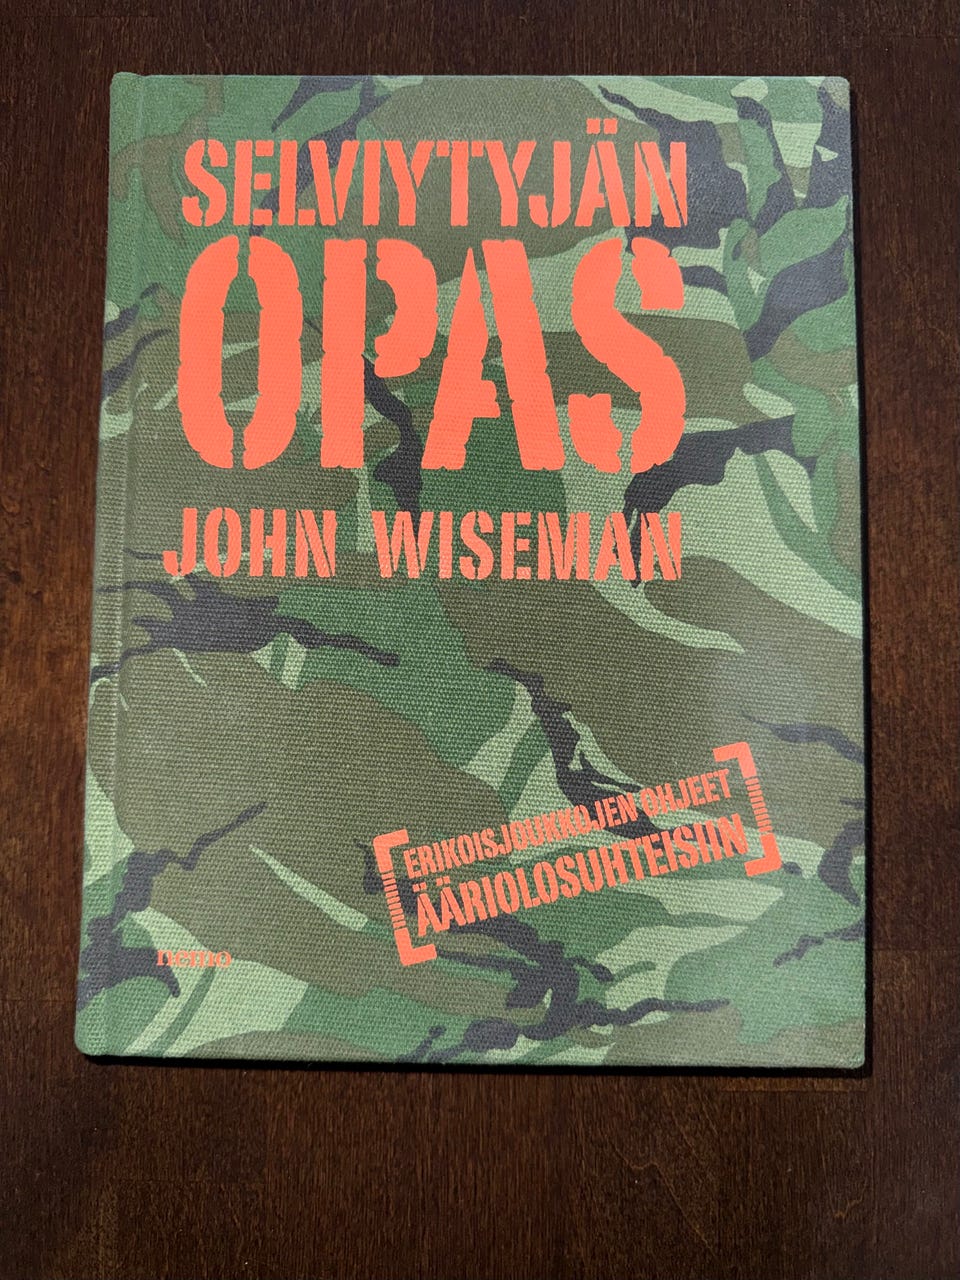 SELVIYTYJÄN
OPAS
JOHN WISEMAN
ERIKOISJOUKKOJEN OHJEET
ÄÄRIOLOSUHTEISIIN
nemo